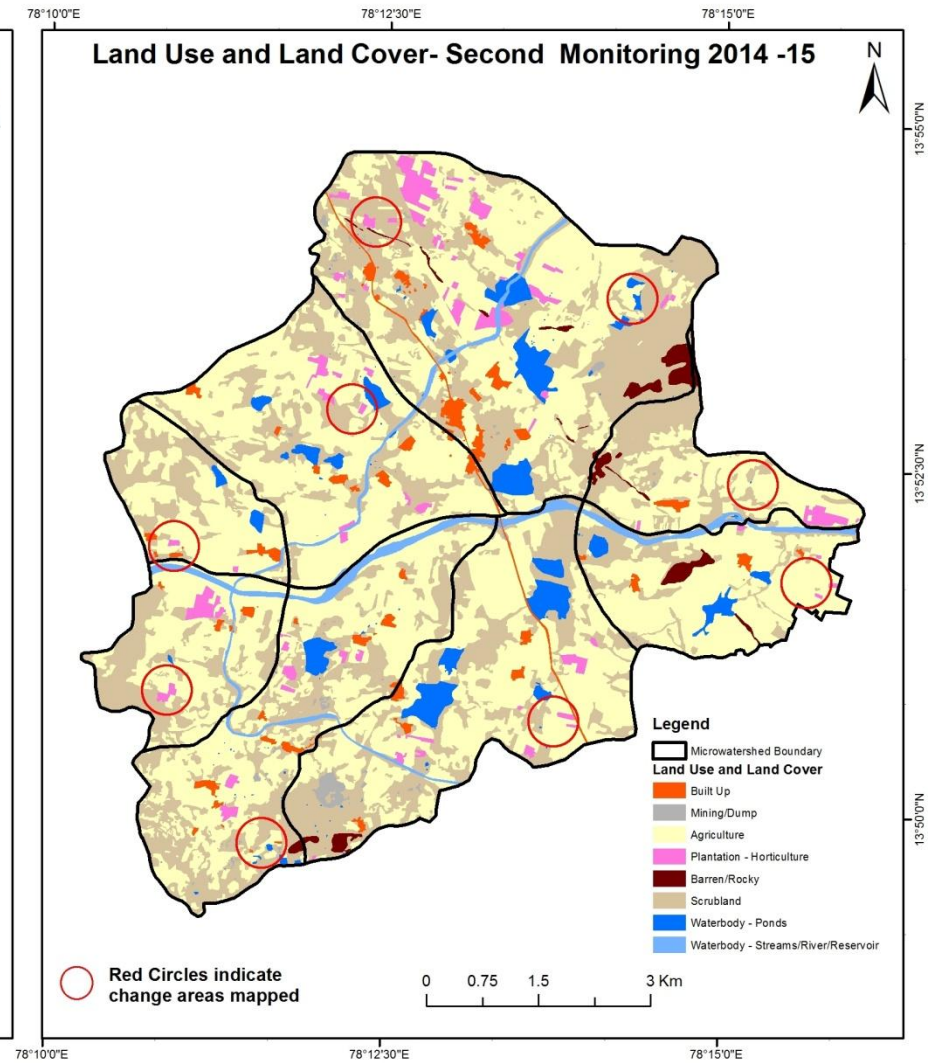 78°10'0"E 78°12'30"E 78°15'0"E
Land Use and Land Cover- Second Monitoring 2014 -15
N
13°55'0"N
13°52'30"N
13°50'0"N
Legend
Microwatershed Boundary
Land Use and Land Cover
Built Up
Mining/Dump
Agriculture
Plantation - Horticulture
Barren/Rocky
Scrubland
Waterbody - Ponds
Waterbody - Streams/River/Reservoir
Red Circles indicate
change areas mapped
0 0.75 1.5 3 Km
78°10'0"E 78°12'30"E 78°15'0"E